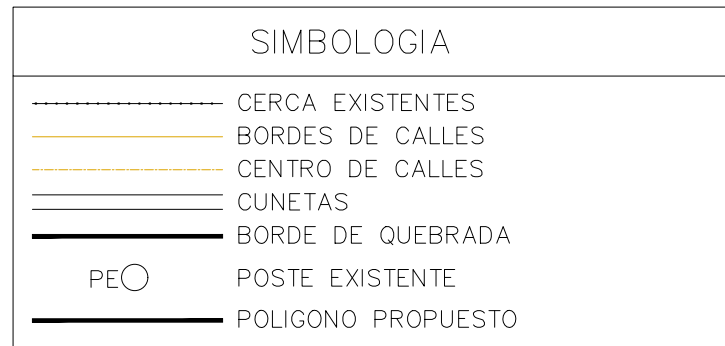 SIMBOLOGIA
CERCA EXISTENTES
BORDES DE CALLES
CENTRO DE CALLES
CUNETAS
BORDE DE QUEBRADA
PE POSTE EXISTENTE
POLIGONO PROPUESTO